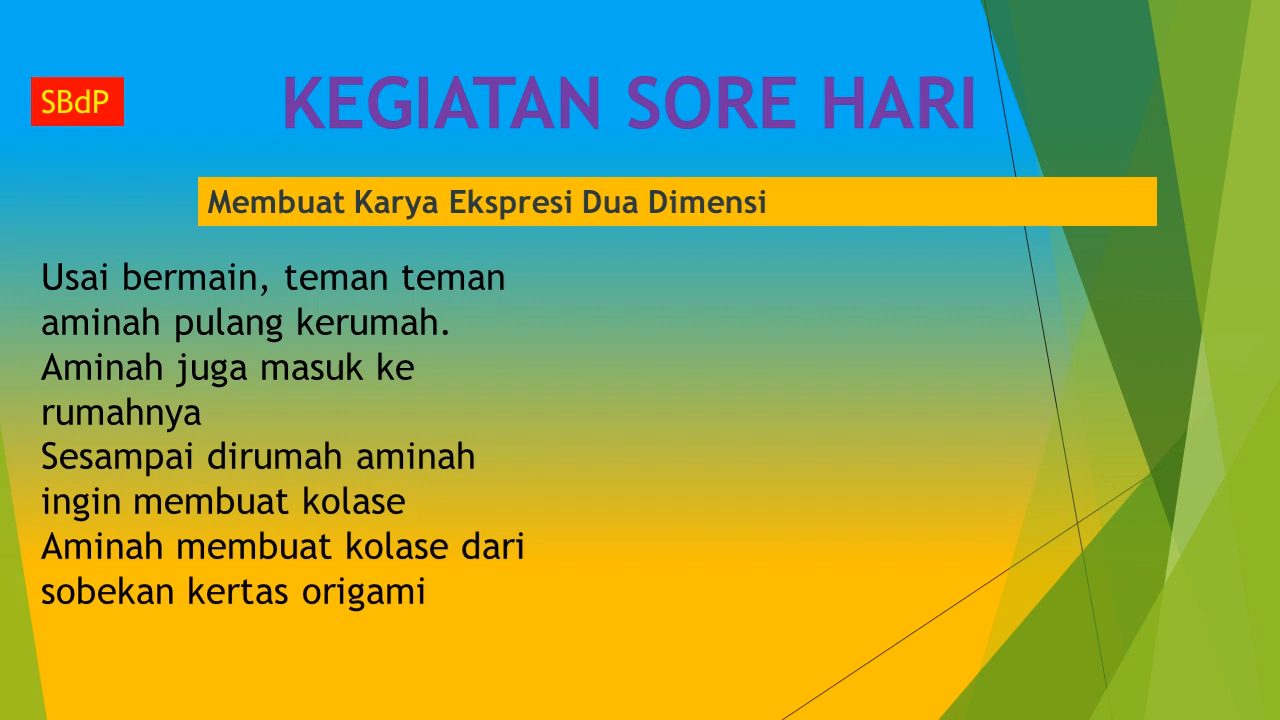 SBdP
KEGIATAN SORE HARI
Membuat Karya Ekspresi Dua Dimensi
Usai bermain, teman teman
aminah pulang kerumah.
Aminah juga masuk ke
rumahnya
Sesampai dirumah aminah
ingin membuat kolase
Aminah membuat kolase dari
sobekan kertas origami